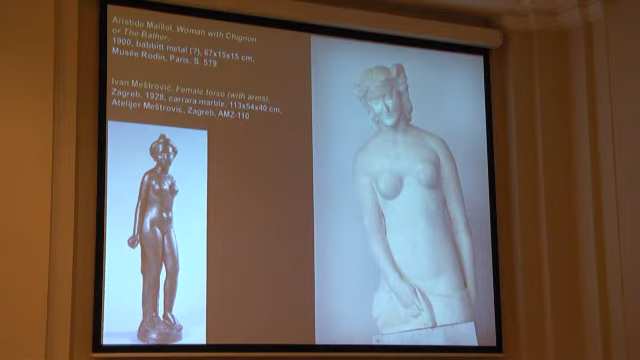 Aristide Maillol, Woman with Chignon
or The Bather,
1900, babbitt metal (?), 67x15x15 cm,
Musée Rodin, Paris, S. 579
Ivan Meštrović, Female torso (with arms),
Zagreb, 1928, carrara marble, 113x54x40 cm,
Atelijer Meštrović, Zagreb, AMZ-110